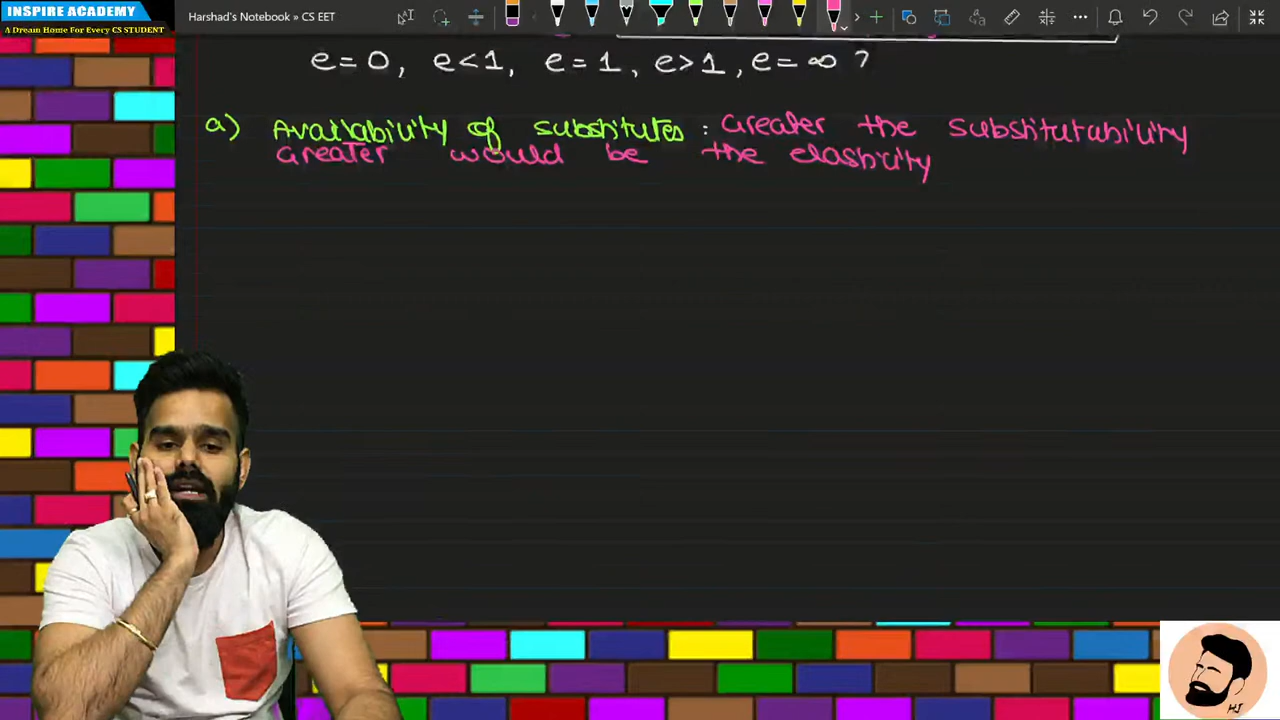 INSPIRE ACADEMY
A Dream Home For Every CS STUDENT
Harshad's Notebook » CS EET
e = 0, e < 1, e = 1, e > 1, e = ∞ ?
a) Availability of substitutes : Greater the substitutability
Greater would be the elasticity
HS